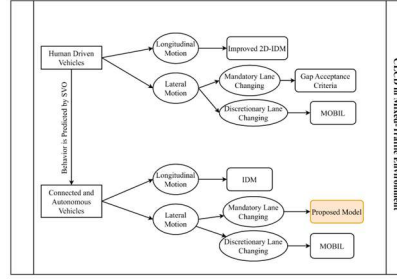 Human Driven
Vehicles
Longitudinal
Motion
Improved 2D-IDM
Lateral
Motion
Mandatory Lane
Changing
Gap Acceptance
Criteria
Discretionary Lane
Changing
MOBIL
Behavior is Predicted by SVO
Connected and
Autonomous
Vehicles
Longitudinal
Motion
IDM
Lateral
Motion
Mandatory Lane
Changing
Proposed Model
Discretionary Lane
Changing
MOBIL